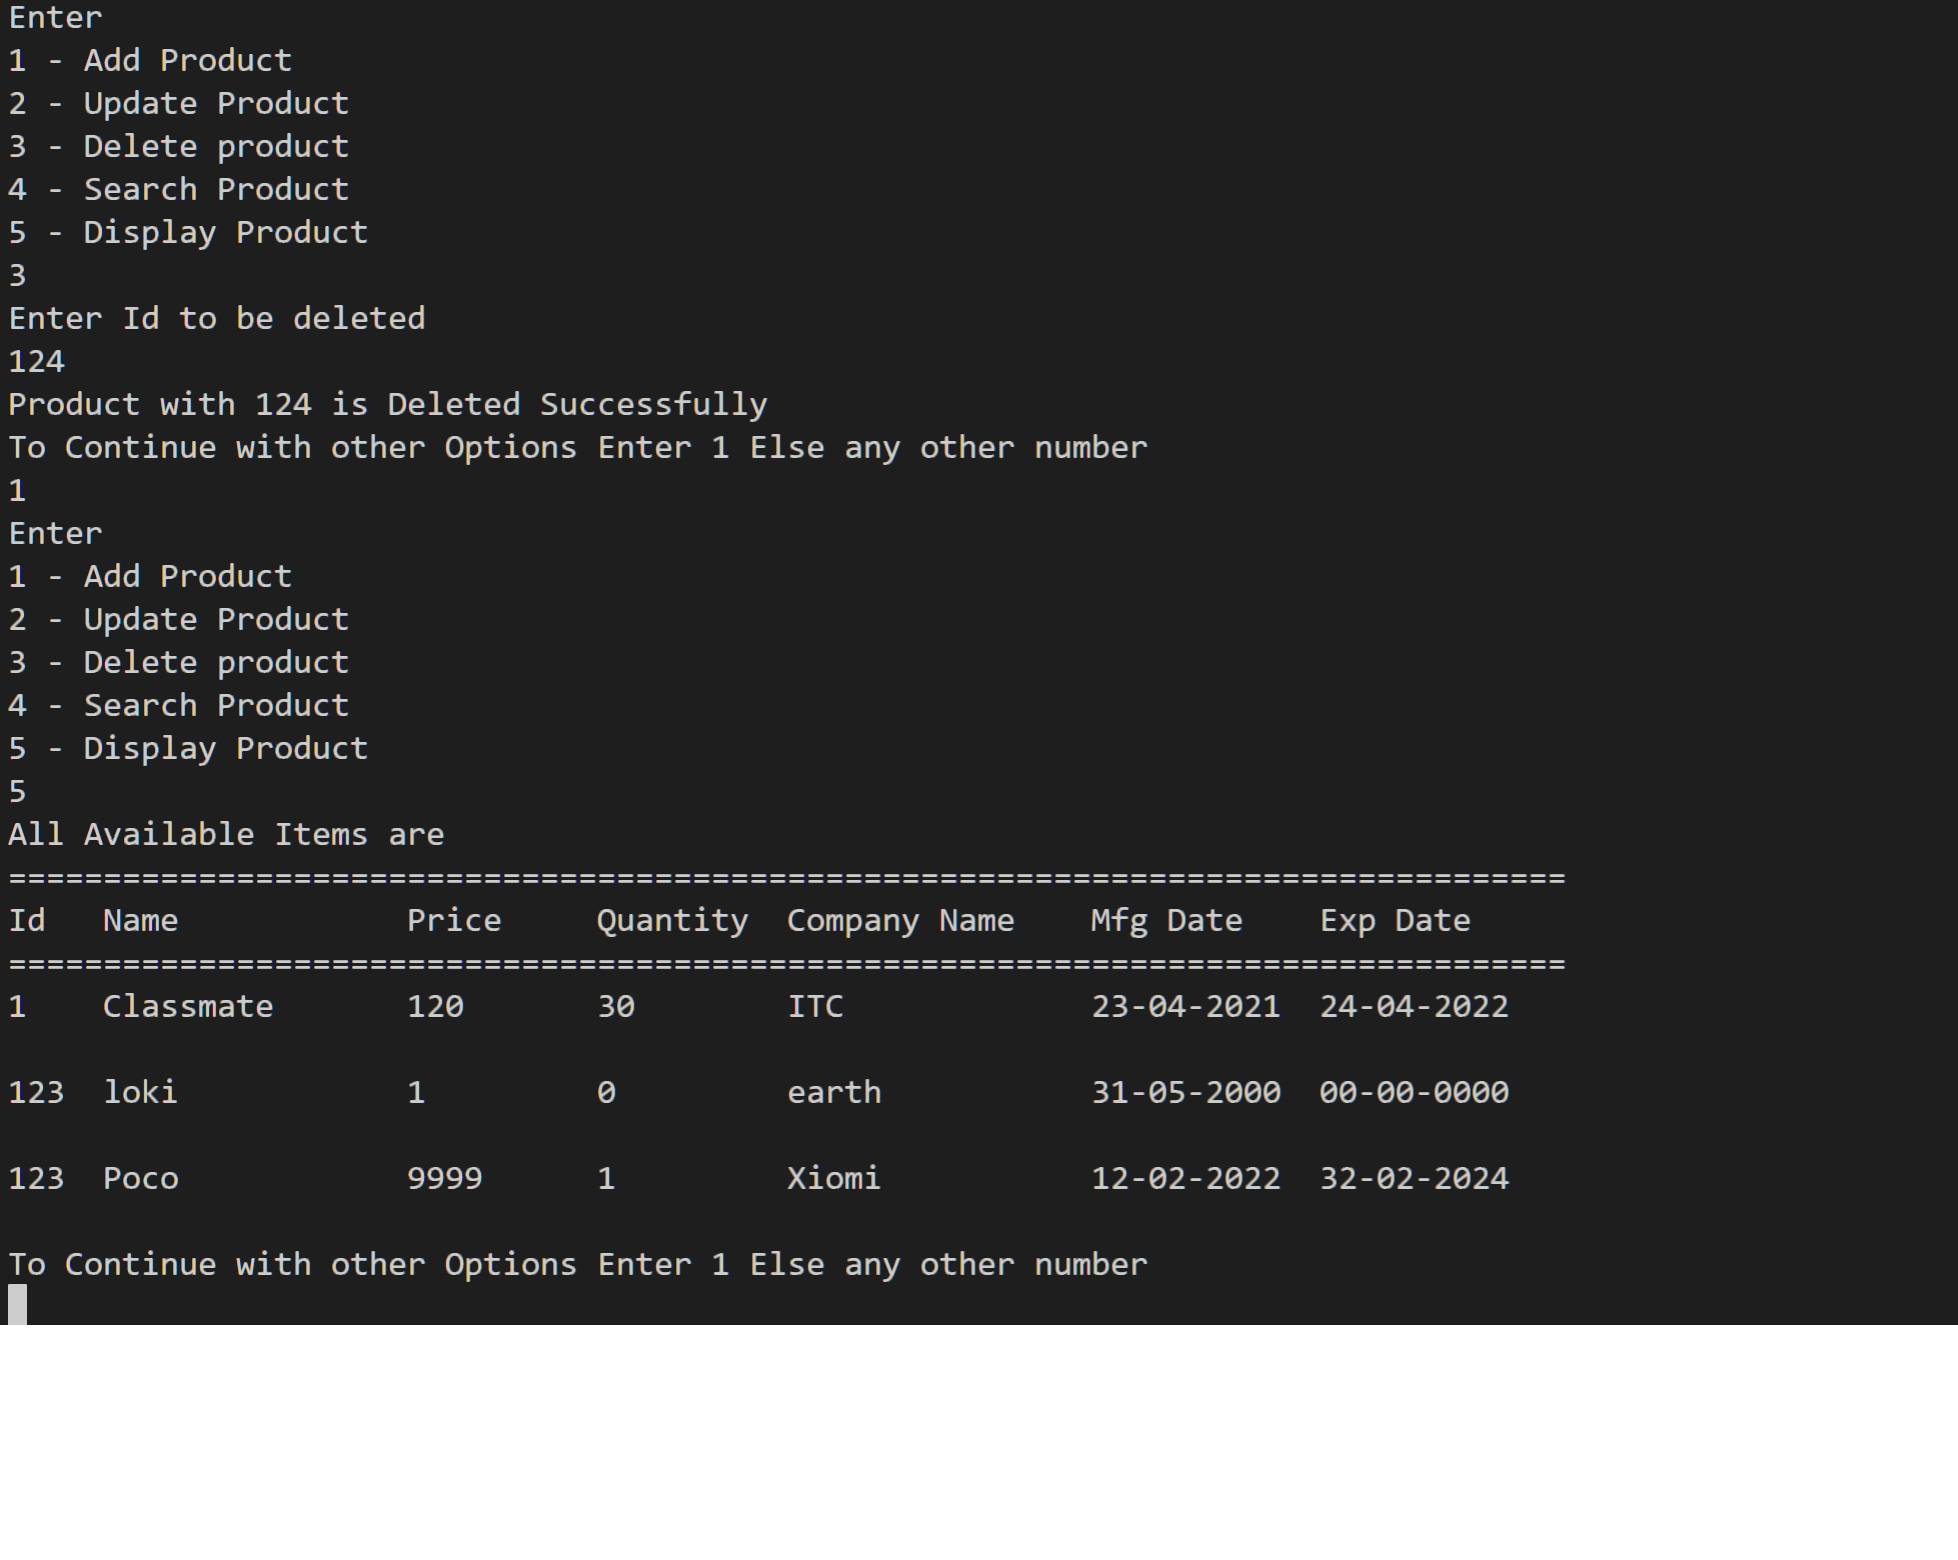 Enter
1 - Add Product
2 - Update Product
3 - Delete product
4 - Search Product
5 - Display Product
3
Enter Id to be deleted
124
Product with 124 is Deleted Successfully
To Continue with other Options Enter 1 Else any other number
1
Enter
1 - Add Product
2 - Update Product
3 - Delete product
4 - Search Product
5 - Display Product
5
All Available Items are
==================================================================================
Id   Name            Price     Quantity  Company Name    Mfg Date    Exp Date
==================================================================================
1    Classmate       120       30        ITC             23-04-2021  24-04-2022
123  loki            1         0         earth           31-05-2000  00-00-0000
123  Poco            9999      1         Xiomi           12-02-2022  32-02-2024
To Continue with other Options Enter 1 Else any other number